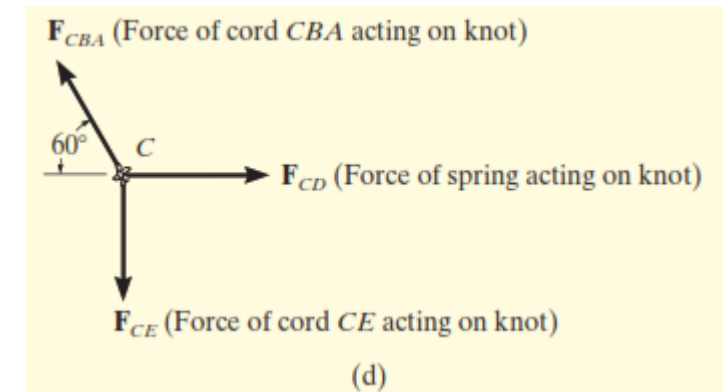 F_CBA (Force of cord CBA acting on knot)
60°
C
F_CD (Force of spring acting on knot)
F_CE (Force of cord CE acting on knot)
(d)